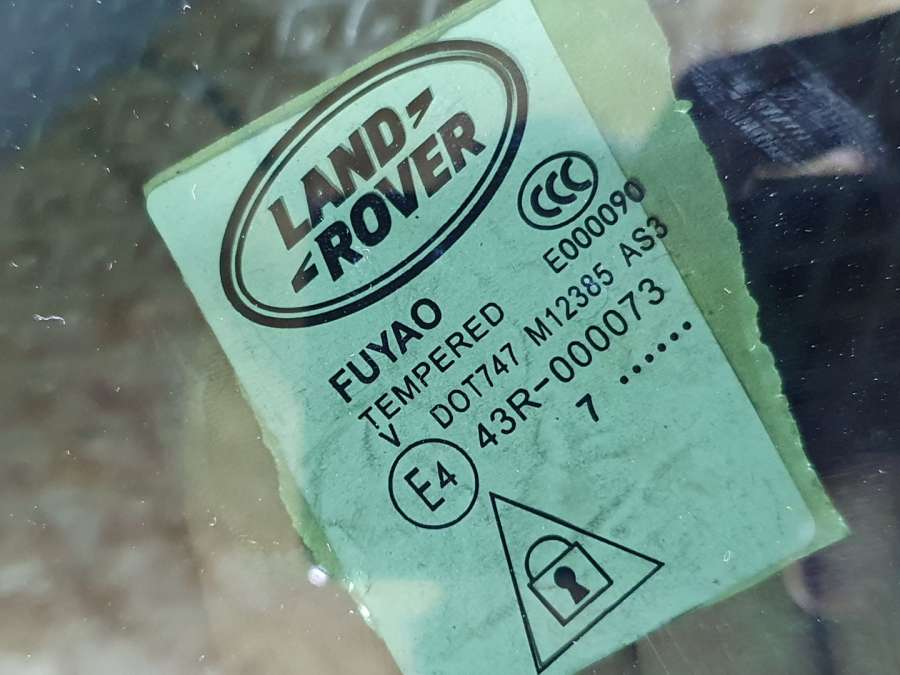 LAND
ROVER
CCC
E000090
FUYAO
TEMPERED
V DOT747 M12385 AS3
E4 43R-000073
7 ......